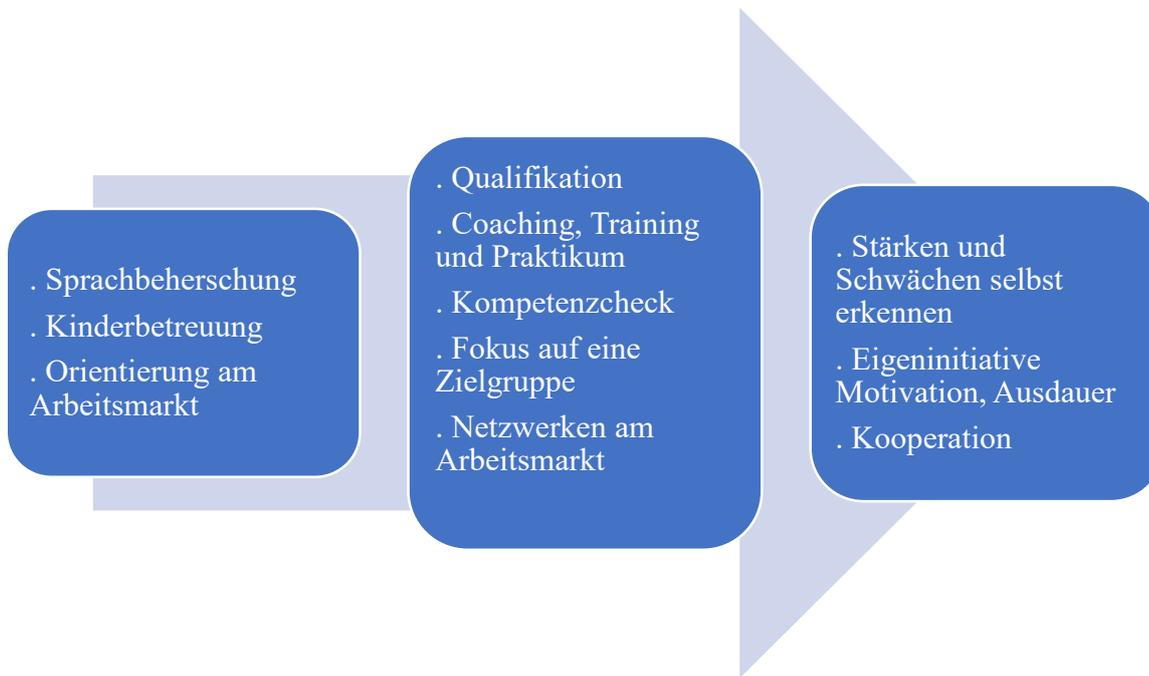 . Sprachbeherschung
. Kinderbetreuung
. Orientierung am
Arbeitsmarkt
. Qualifikation
. Coaching, Training
und Praktikum
. Kompetenzcheck
. Fokus auf eine
Zielgruppe
. Netzwerken am
Arbeitsmarkt
. Stärken und
Schwächen selbst
erkennen
. Eigeninitiative
Motivation, Ausdauer
. Kooperation